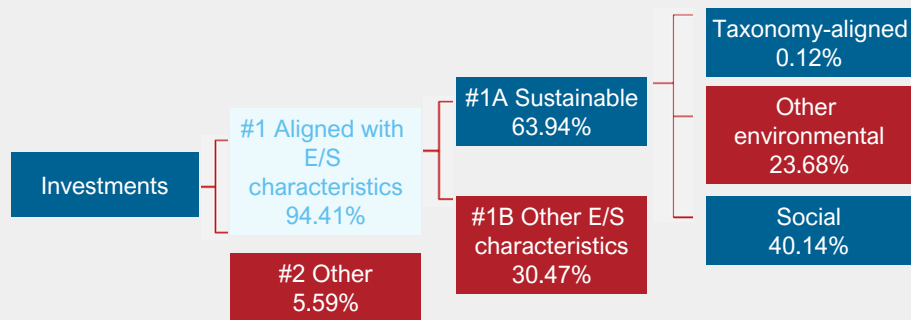 Investments
#1 Aligned with
E/S
characteristics
94.41%
#2 Other
5.59%
#1A Sustainable
63.94%
#1B Other E/S
characteristics
30.47%
Taxonomy-aligned
0.12%
Other
environmental
23.68%
Social
40.14%